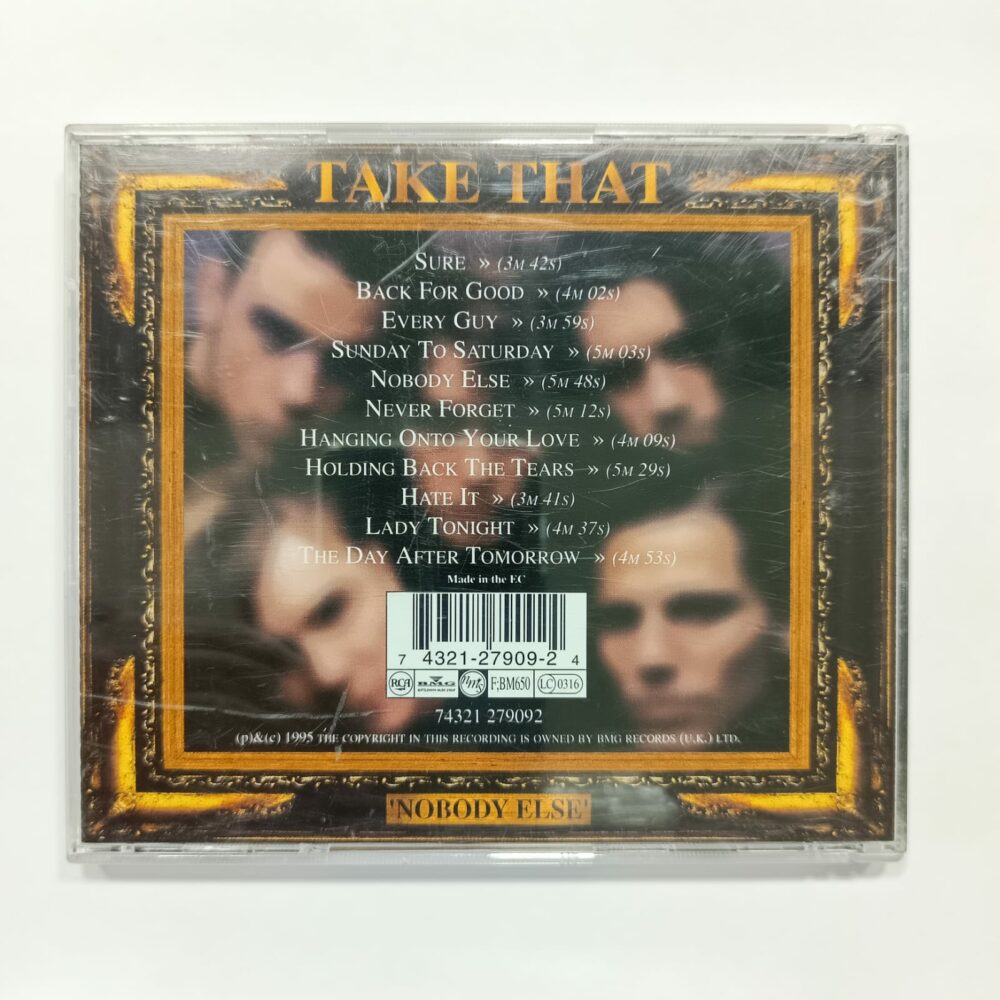 TAKE THAT
SURE » (3M 42S)
BACK FOR GOOD » (4M 02S)
EVERY GUY » (3M 59S)
SUNDAY TO SATURDAY » (5M 03S)
NOBODY ELSE » (5M 48S)
NEVER FORGET » (5M 12S)
HANGING ONTO YOUR LOVE » (4M 09S)
HOLDING BACK THE TEARS » (5M 29S)
HATE IT » (3M 41S)
LADY TONIGHT » (4M 37S)
THE DAY AFTER TOMORROW » (4M 53S)
Made in the EC
7 4321-27909-2 4
RCA BMG F:BM650 LC 0316
74321 279092
(p)&(c) 1995 THE COPYRIGHT IN THIS RECORDING IS OWNED BY BMG RECORDS (U.K.) LTD.
'NOBODY ELSE'